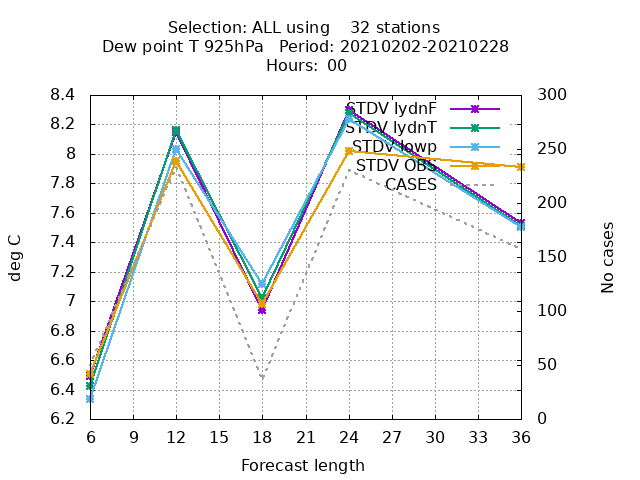 Selection: ALL using    32 stations
Dew point T 925hPa   Period: 20210202-20210228
Hours: 00
8.4
8.2
8
7.8
7.6
7.4
7.2
7
6.8
6.6
6.4
6.2
deg C
STDV IydnF
STDV IydnT
STDV Iowp
STDV OBS
CASES
300
250
200
150
100
50
0
No cases
6 9 12 15 18 21 24 27 30 33 36
Forecast length